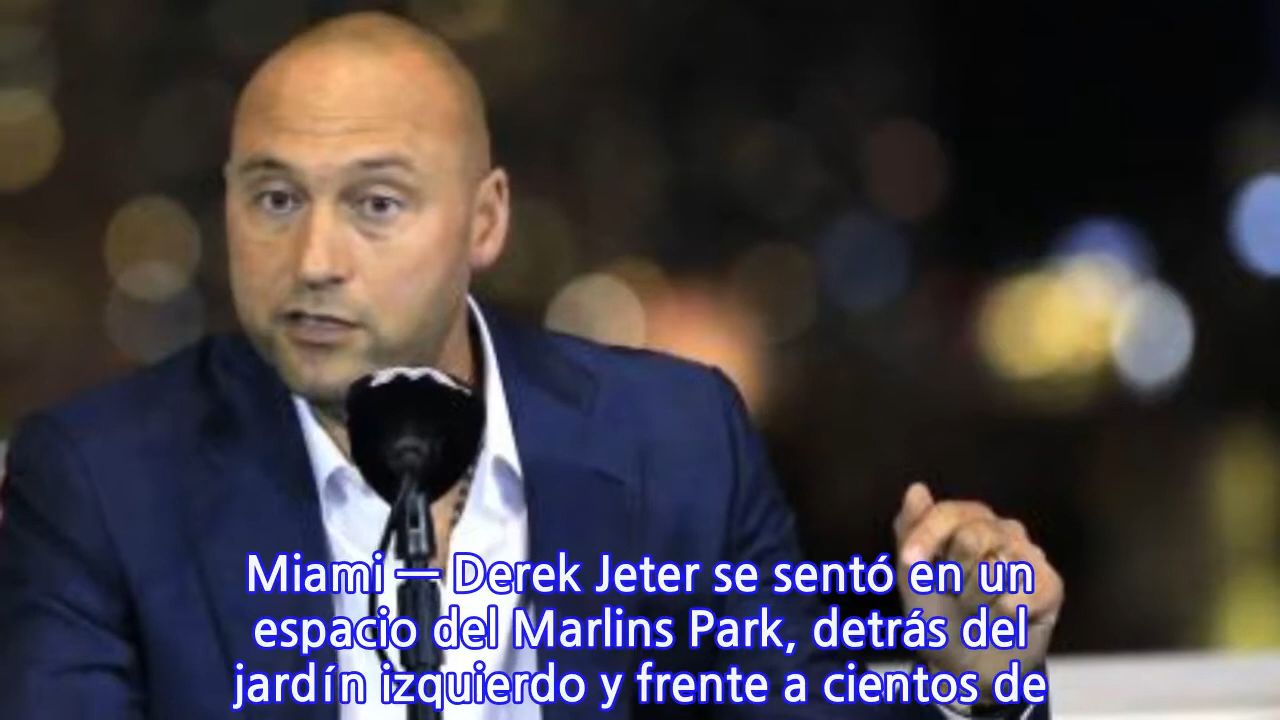 Miami — Derek Jeter se sentó en un
espacio del Marlins Park, detrás del
jardín izquierdo y frente a cientos de